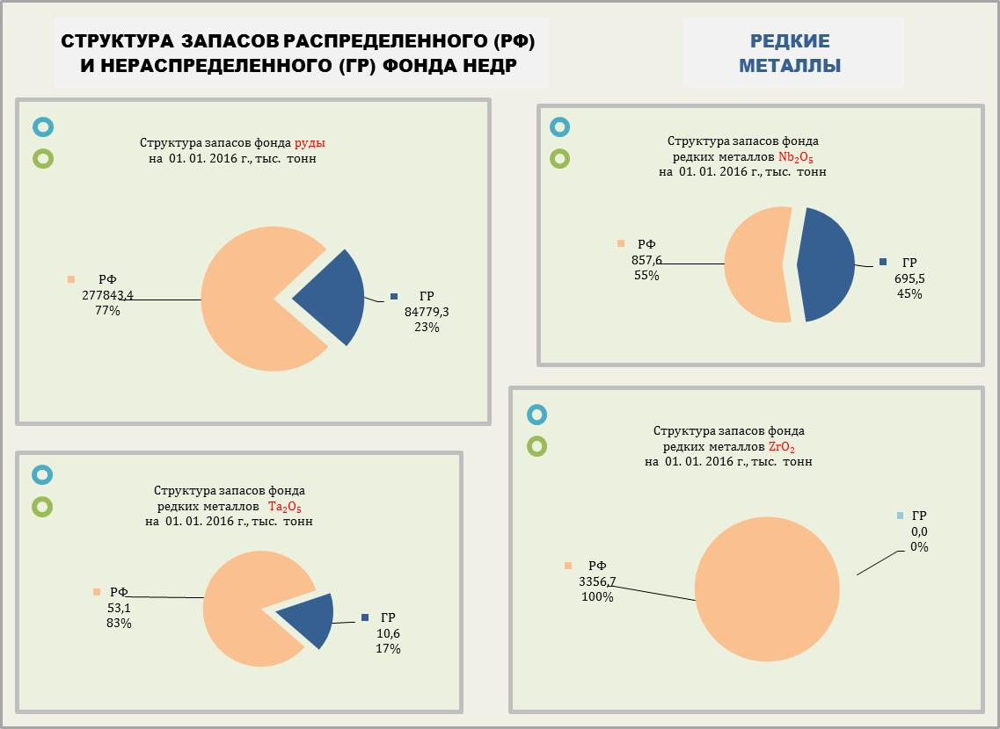 СТРУКТУРА ЗАПАСОВ РАСПРЕДЕЛЕННОГО (РФ)
И НЕРАСПРЕДЕЛЕННОГО (ГР) ФОНДА НЕДР
РЕДКИЕ
МЕТАЛЛЫ
Структура запасов фонда руды
на 01. 01. 2016 г., тыс. тонн
РФ
277843,4
77%
ГР
84779,3
23%
Структура запасов фонда
редких металлов Nb₂O₅
на 01. 01. 2016 г., тыс. тонн
РФ
857,6
55%
ГР
695,5
45%
Структура запасов фонда
редких металлов Ta₂O₅
на 01. 01. 2016 г., тыс. тонн
РФ
53,1
83%
ГР
10,6
17%
Структура запасов фонда
редких металлов ZrO₂
на 01. 01. 2016 г., тыс. тонн
РФ
3356,7
100%
ГР
0,0
0%